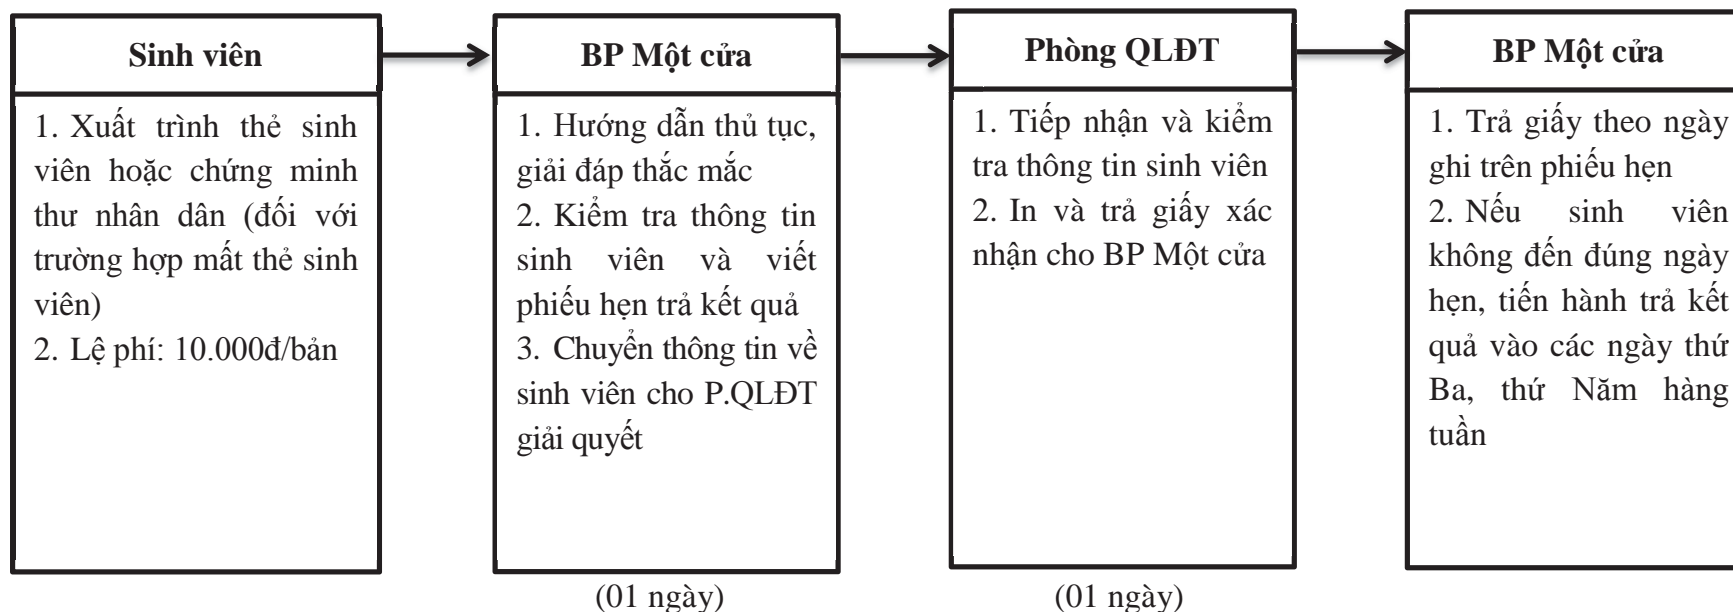 Sinh viên
1. Xuất trình thẻ sinh
viên hoặc chứng minh
thư nhân dân (đối với
trường hợp mất thẻ sinh
viên)
2. Lệ phí: 10.000đ/bản
BP Một cửa
1. Hướng dẫn thủ tục,
giải đáp thắc mắc
2. Kiểm tra thông tin
sinh viên và viết
phiếu hẹn trả kết quả
3. Chuyển thông tin về
sinh viên cho P.QLĐT
giải quyết
(01 ngày)
Phòng QLĐT
1. Tiếp nhận và kiểm
tra thông tin sinh viên
2. In và trả giấy xác
nhận cho BP Một cửa
(01 ngày)
BP Một cửa
1. Trả giấy theo ngày
ghi trên phiếu hẹn
2. Nếu sinh viên
không đến đúng ngày
hẹn, tiến hành trả kết
quả vào các ngày thứ
Ba, thứ Năm hàng
tuần